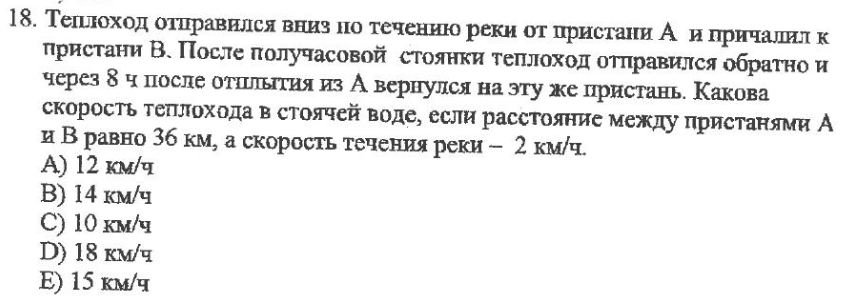 18. Теплоход отправился вниз по течению реки от пристани А и причалил к
пристани В. После получасовой стоянки теплоход отправился обратно и
через 8 ч после отплытия из А вернулся на эту же пристань. Какова
скорость теплохода в стоячей воде, если расстояние между пристанями А
и В равно 36 км, а скорость течения реки – 2 км/ч.
A) 12 км/ч
B) 14 км/ч
C) 10 км/ч
D) 18 км/ч
E) 15 км/ч